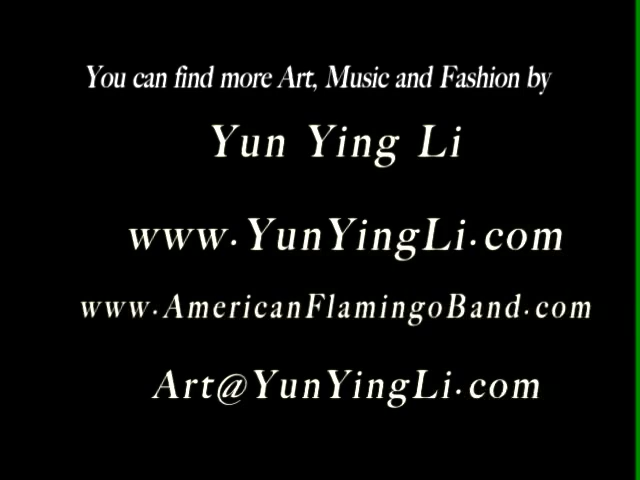 You can find more Art, Music and Fashion by
Yun Ying Li
www.YunYingLi.com
www.AmericanFlamingoBand.com
Art@YunYingLi.com